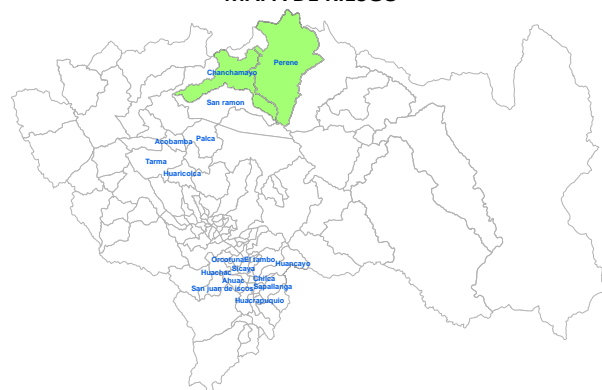 Perene
Chanchamayo
San ramon
Palca
Acobamba
Tarma
Huaricolca
Orcotuna
El tambo
Huancayo
Sicaya
Huachac
Ahuac
Chilca
San juan de iscos
Sapallanga
Huacrapuquio